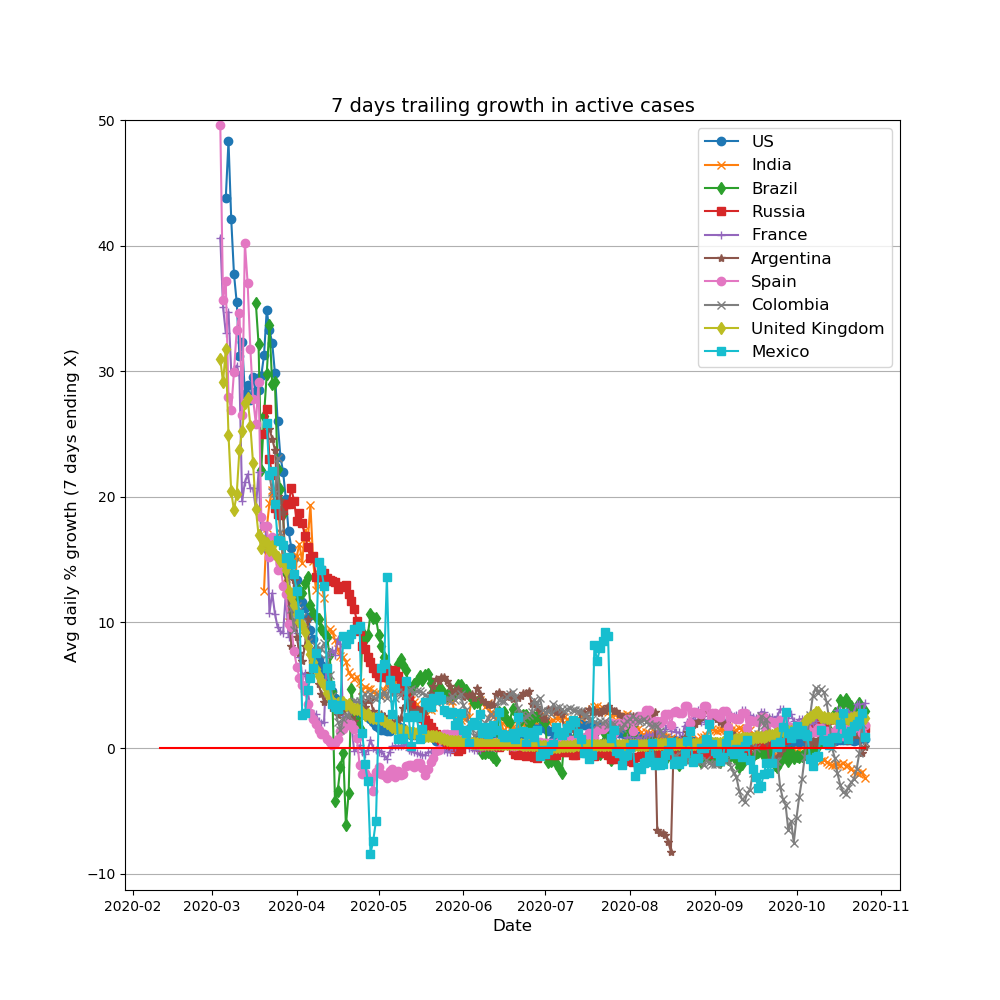 7 days trailing growth in active cases
50
40
30
20
10
0
−10
Avg daily % growth (7 days ending X)
US
India
Brazil
Russia
France
Argentina
Spain
Colombia
United Kingdom
Mexico
2020-02 2020-03 2020-04 2020-05 2020-06 2020-07 2020-08 2020-09 2020-10 2020-11
Date